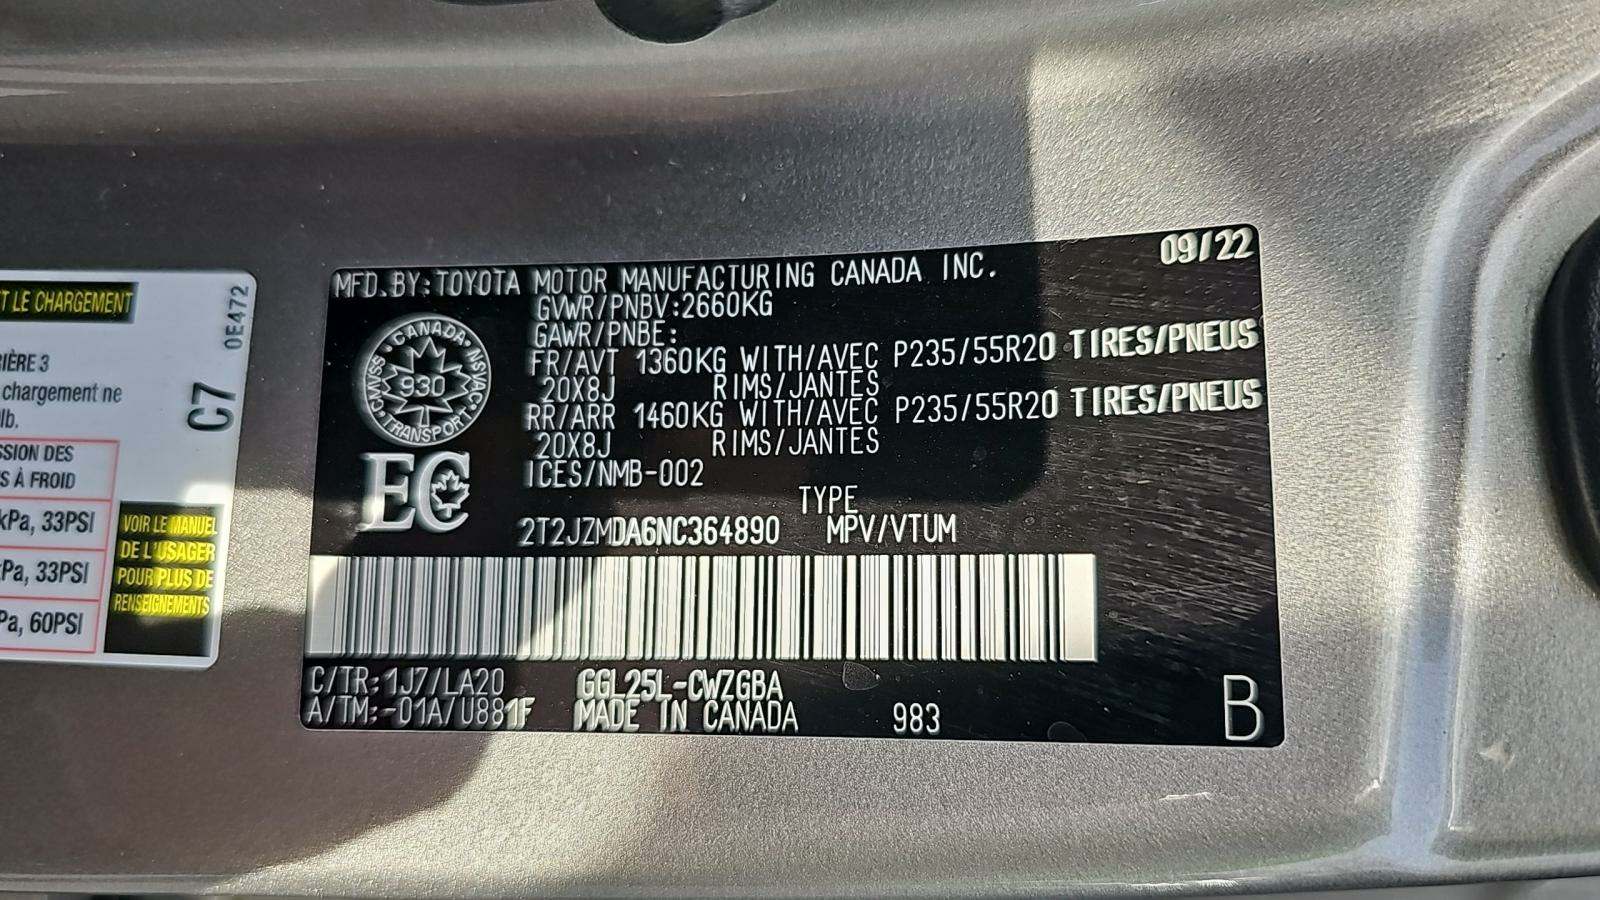 T LE CHARGEMENT
0E472
IÈRE 3
chargement ne
lb.
C7
SSION DES
S À FROID
kPa, 33PSI
Pa, 33PSI
Pa, 60PSI
VOIR LE MANUEL
DE L'USAGER
POUR PLUS DE
RENSEIGNEMENTS
09/22
MFD.BY:TOYOTA MOTOR MANUFACTURING CANADA INC.
GVWR/PNBV:2660KG
GAWR/PNBE:
FR/AVT 1360KG WITH/AVEC P235/55R20 TIRES/PNEUS
20X8J RIMS/JANTES
RR/ARR 1460KG WITH/AVEC P235/55R20 TIRES/PNEUS
20X8J RIMS/JANTES
ICES/NMB-002
CANADA
NSVAC
TRANSPORT
CMVSS
930
EC
TYPE
2T2JZMDA6NC364890 MPV/VTUM
C/TR:1J7/LA20 GGL25L-CWZGBA
A/TM:-01A/U881F MADE IN CANADA 983
B